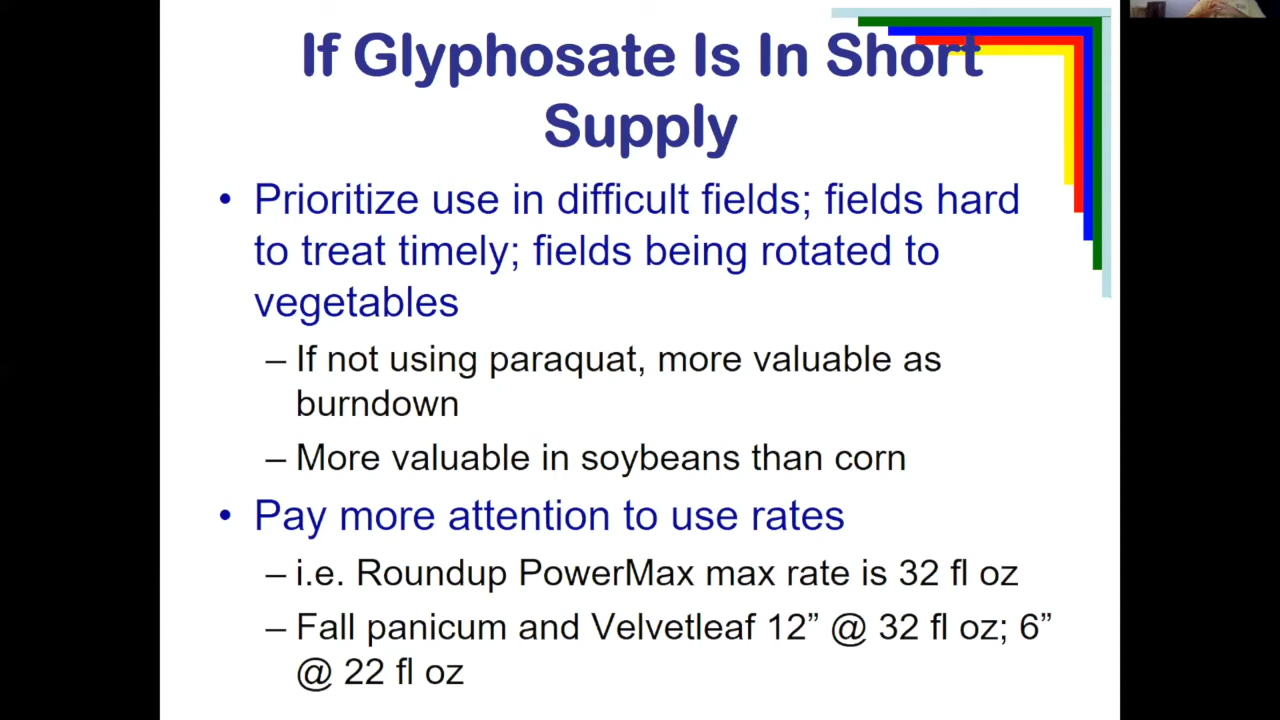 If Glyphosate Is In Short
Supply
• Prioritize use in difficult fields; fields hard
to treat timely; fields being rotated to
vegetables
– If not using paraquat, more valuable as
burndown
– More valuable in soybeans than corn
• Pay more attention to use rates
– i.e. Roundup PowerMax max rate is 32 fl oz
– Fall panicum and Velvetleaf 12” @ 32 fl oz; 6”
@ 22 fl oz